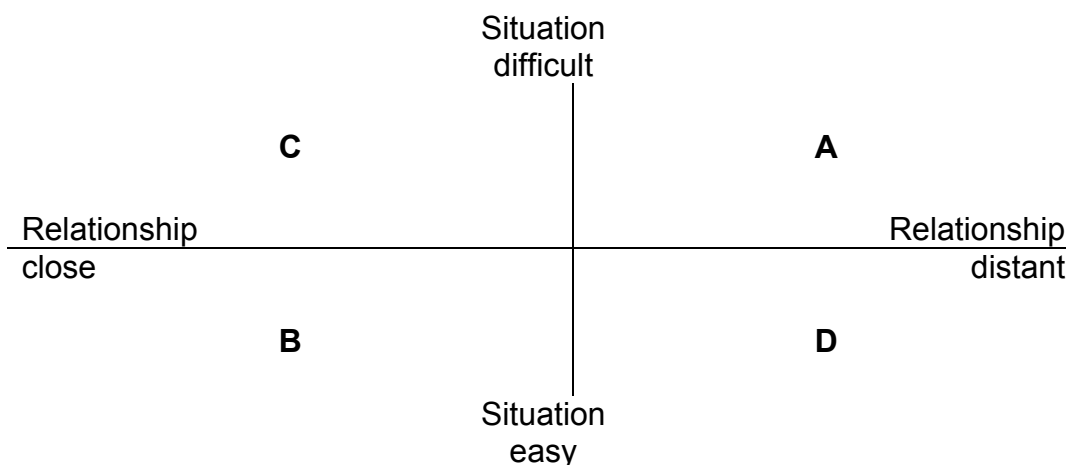 Situation
difficult
C
A
Relationship
close
Relationship
distant
B
D
Situation
easy